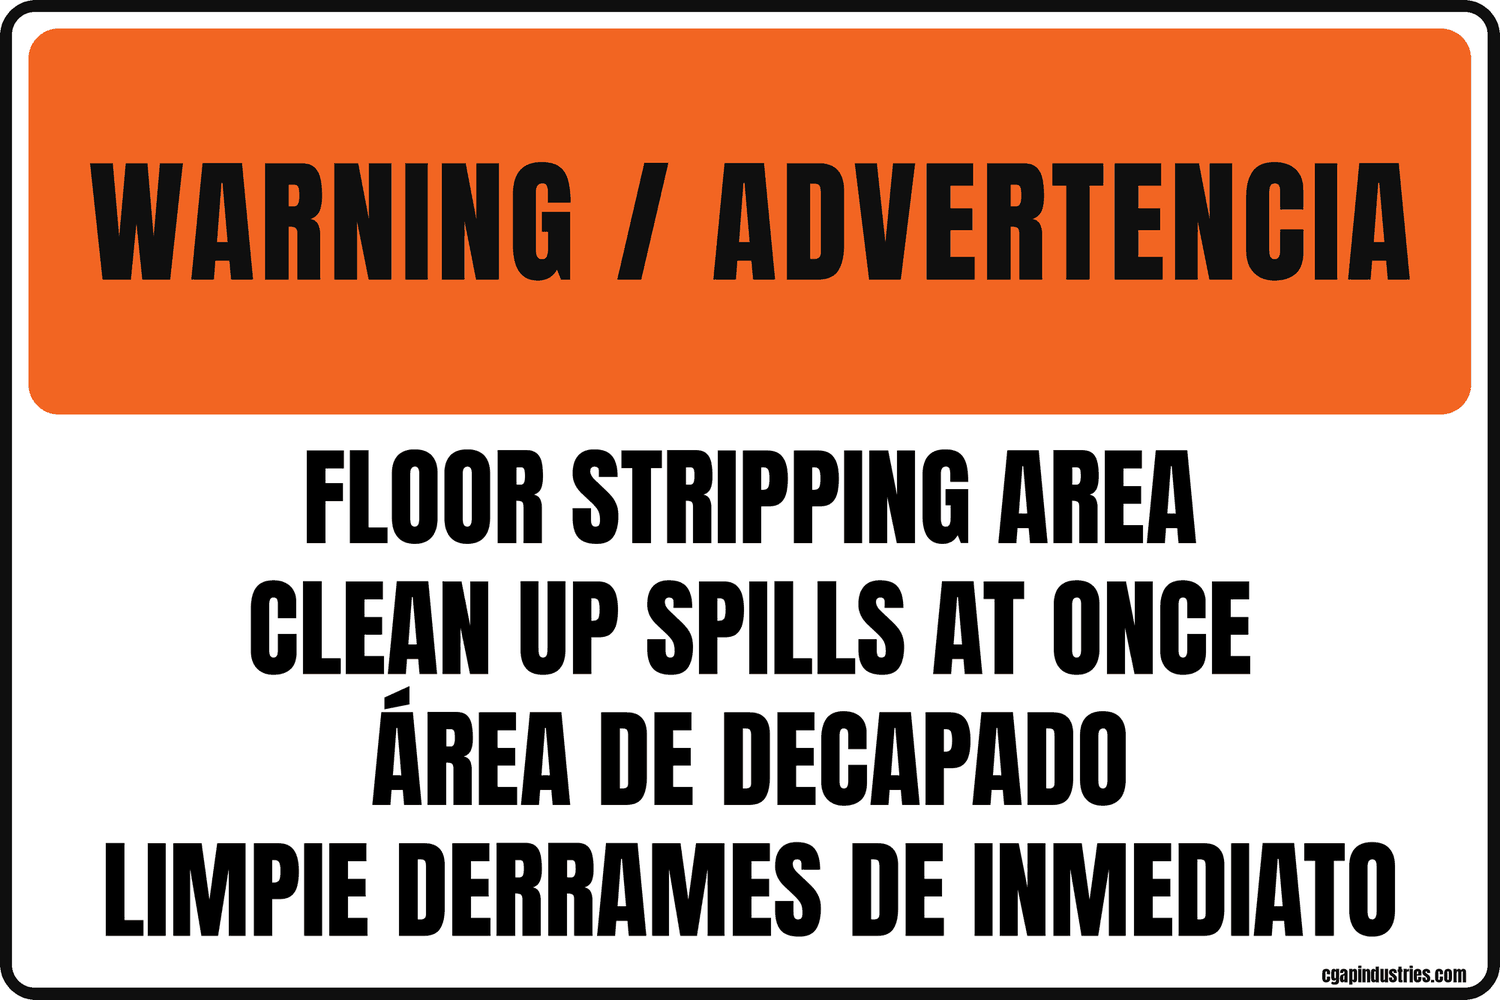 WARNING / ADVERTENCIA
FLOOR STRIPPING AREA
CLEAN UP SPILLS AT ONCE
ÁREA DE DECAPADO
LIMPIE DERRAMES DE INMEDIATO
cgapindustries.com